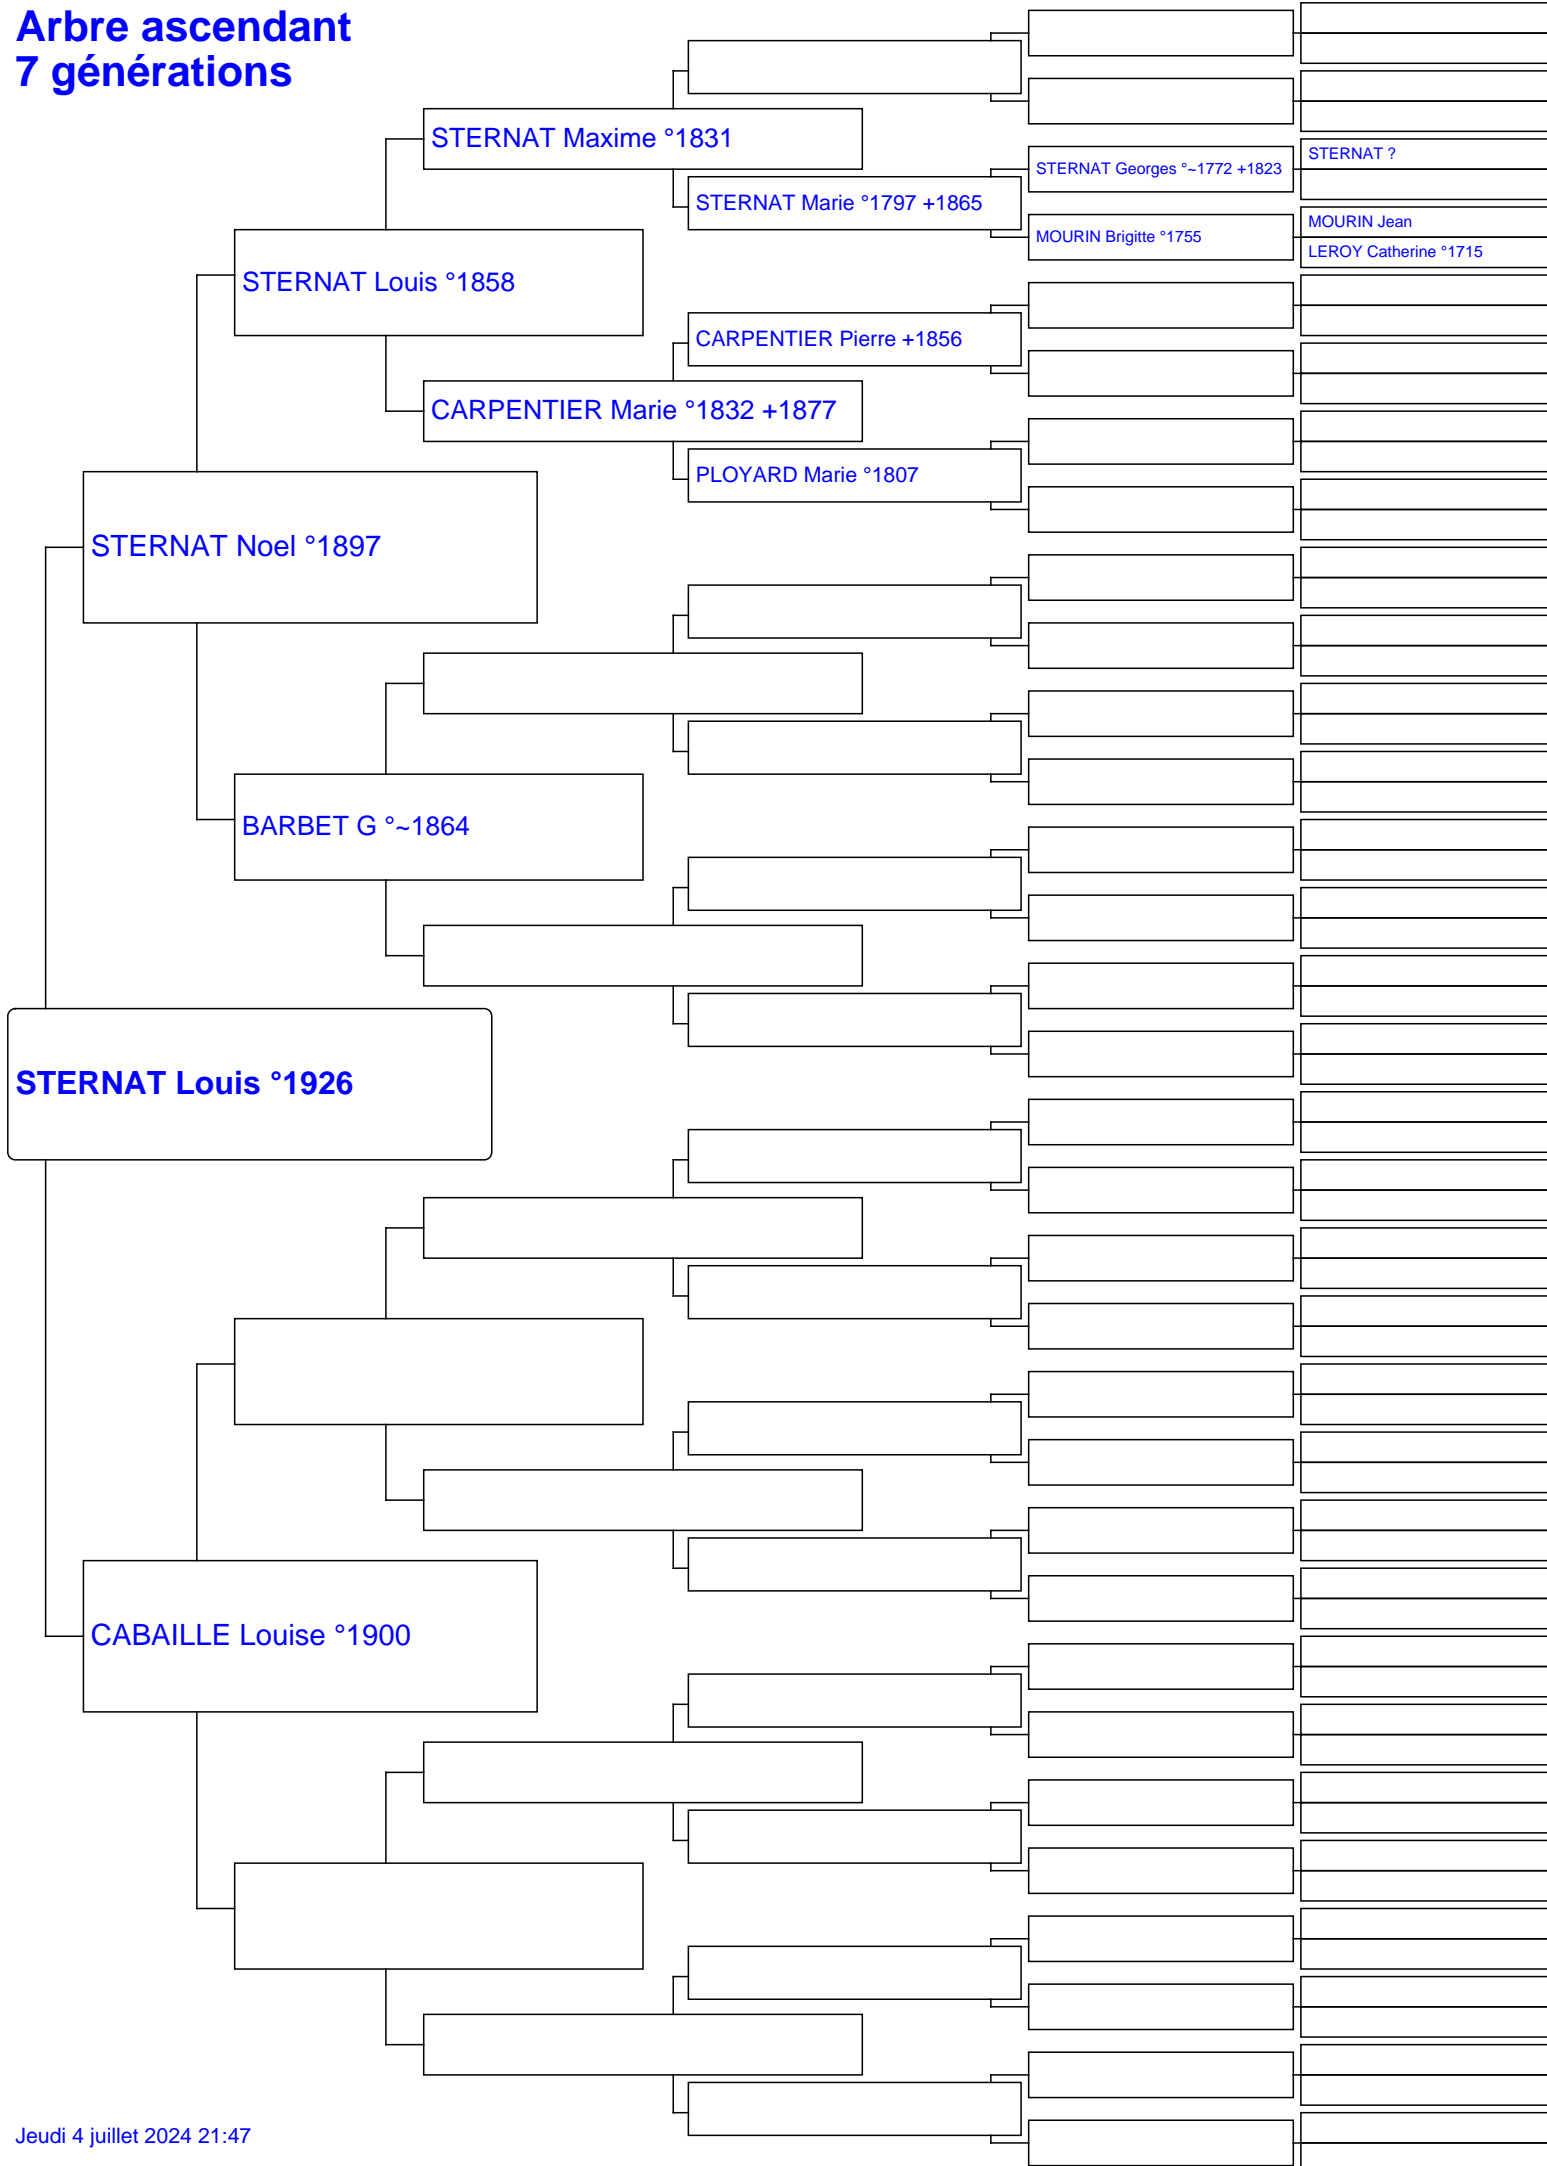 Arbre ascendant
7 générations
STERNAT Maxime °1831
STERNAT ?
STERNAT Georges °~1772 +1823
STERNAT Marie °1797 +1865
MOURIN Jean
MOURIN Brigitte °1755
LEROY Catherine °1715
STERNAT Louis °1858
CARPENTIER Pierre +1856
CARPENTIER Marie °1832 +1877
PLOYARD Marie °1807
STERNAT Noel °1897
BARBET G °~1864
STERNAT Louis °1926
CABAILLE Louise °1900
Jeudi 4 juillet 2024 21:47